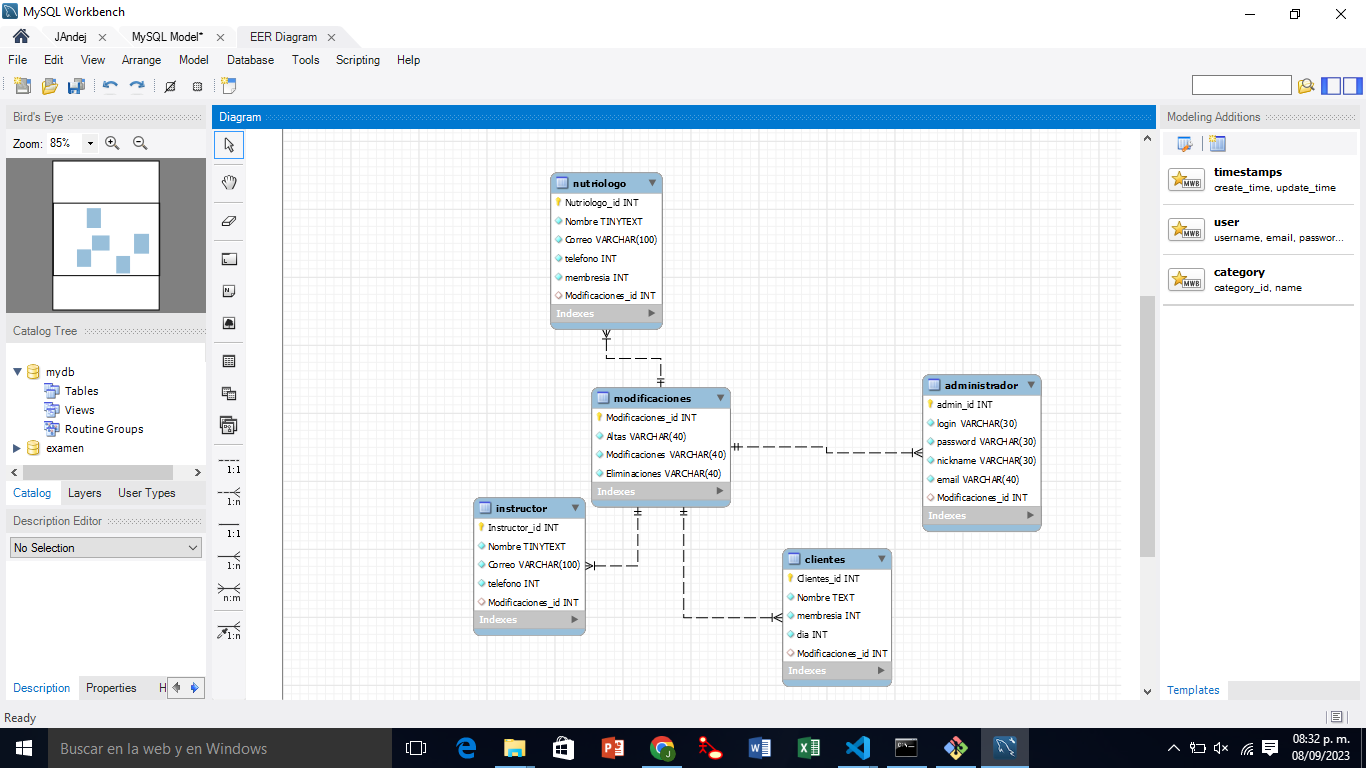 MySQL Workbench
JAndej
MySQL Model*
EER Diagram
File Edit View Arrange Model Database Tools Scripting Help
Bird's Eye
Diagram
Modeling Additions
Zoom: 85%
timestamps
create_time, update_time
user
username, email, passwor...
category
category_id, name
nutriologo
Nutriologo_id INT
Nombre TINYTEXT
Correo VARCHAR(100)
telefono INT
membresia INT
Modificaciones_id INT
Indexes
Catalog Tree
mydb
Tables
Views
Routine Groups
examen
Catalog Layers User Types
Description Editor
No Selection
1:1
1:n
1:1
1:n
n:m
1:n
modificaciones
Modificaciones_id INT
Altas VARCHAR(40)
Modificaciones VARCHAR(40)
Eliminaciones VARCHAR(40)
Indexes
administrador
admin_id INT
login VARCHAR(30)
password VARCHAR(30)
nickname VARCHAR(30)
email VARCHAR(40)
Modificaciones_id INT
Indexes
instructor
Instructor_id INT
Nombre TINYTEXT
Correo VARCHAR(100)
telefono INT
Modificaciones_id INT
Indexes
clientes
Clientes_id INT
Nombre TEXT
membresia INT
dia INT
Modificaciones_id INT
Indexes
Description Properties H
Templates
Ready
Buscar en la web y en Windows
08:32 p. m.
08/09/2023